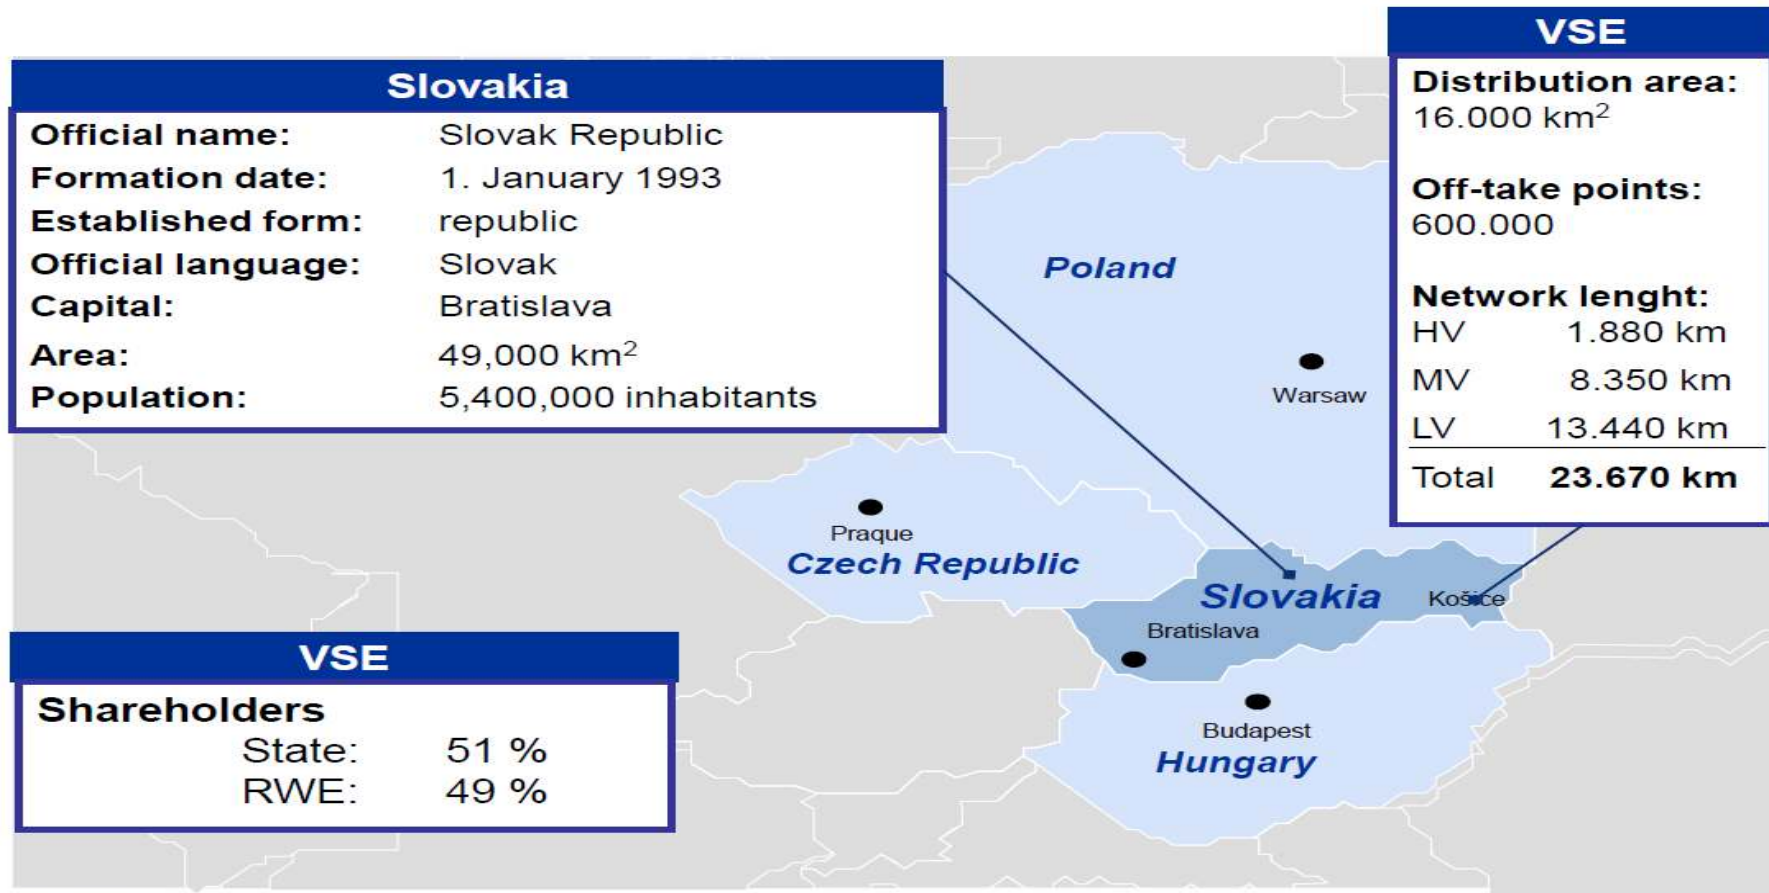 Slovakia
Official name: Slovak Republic
Formation date: 1. January 1993
Established form: republic
Official language: Slovak
Capital: Bratislava
Area: 49,000 km²
Population: 5,400,000 inhabitants
VSE
Distribution area:
16.000 km²
Off-take points:
600.000
Network lenght:
HV 1.880 km
MV 8.350 km
LV 13.440 km
Total 23.670 km
Poland
Warsaw
Praque
Czech Republic
Slovakia
Košice
Bratislava
Budapest
Hungary
VSE
Shareholders
State: 51 %
RWE: 49 %